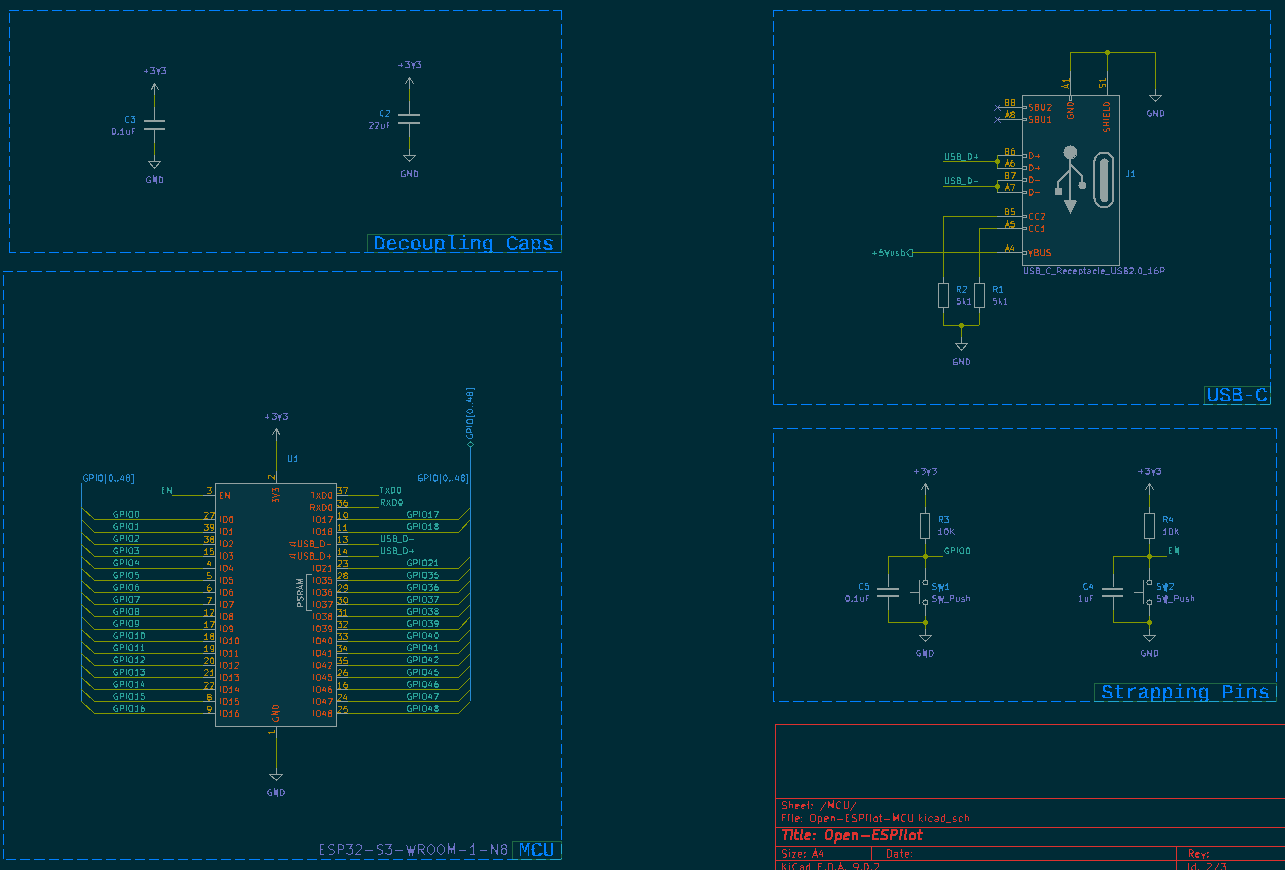 +3V3
C3
0.1uF
GND
+3V3
C2
22uF
GND
Decoupling Caps
GND
A1
S1
GND
SHIELD
B8 SBU2
A8 SBU1
USB_D+
B6 D+
A6 D+
USB_D-
B7 D-
A7 D-
J1
B5 CC2
A5 CC1
+5Vusb
A4 VBUS
USB_C_Receptacle_USB2.0_16P
R2
5k1
R1
5k1
GND
USB-C
+3V3
U1
GPIO[0..48]
GPIO[0..48]
GPIO[0..48]
2
3V3
EN 3 EN
TXD0 37 TXD0
RXD0 36 RXD0
GPIO0 27 IO0
IO17 10 GPIO17
GPIO1 39 IO1
IO18 11 GPIO18
GPIO2 38 IO2
USB_D- 13 USB_D-
GPIO3 15 IO3
USB_D+ 14 USB_D+
GPIO4 4 IO4
IO21 23 GPIO21
GPIO5 5 IO5
IO35 28 GPIO35
GPIO6 6 IO6
IO36 29 GPIO36
GPIO7 7 IO7
IO37 30 GPIO37
PSRAM
GPIO8 12 IO8
IO38 31 GPIO38
GPIO9 17 IO9
IO39 32 GPIO39
GPIO10 18 IO10
IO40 33 GPIO40
GPIO11 19 IO11
IO41 34 GPIO41
GPIO12 20 IO12
IO42 35 GPIO42
GPIO13 21 IO13
IO45 26 GPIO45
GPIO14 22 IO14
IO46 16 GPIO46
GPIO15 8 IO15
IO47 24 GPIO47
GPIO16 9 IO16
IO48 25 GPIO48
GND
1
GND
ESP32-S3-WROOM-1-N8
MCU
+3V3
R3
10K
GPIO0
C5
0.1uF
SW1
SW_Push
GND
+3V3
R4
10k
EN
C4
1uF
SW2
SW_Push
GND
Strapping Pins
Sheet: /MCU/
File: Open-ESPilot-MCU.kicad_sch
Title: Open-ESPilot
Size: A4
Date:
Rev:
KiCad E.D.A. 9.0.2
Id: 2/3